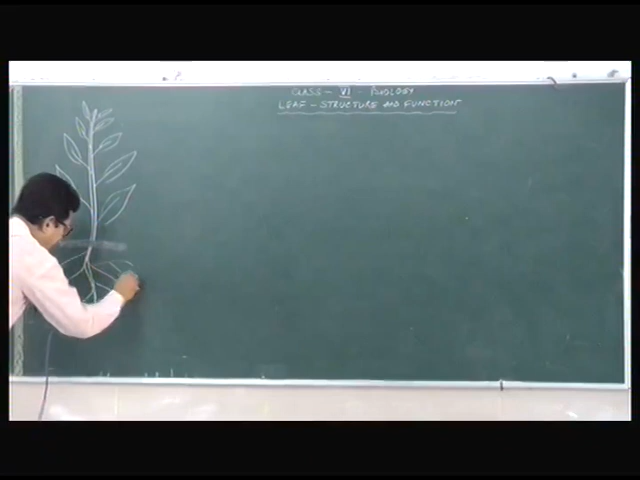 CLASS - VI - BIOLOGY
LEAF - STRUCTURE AND FUNCTION